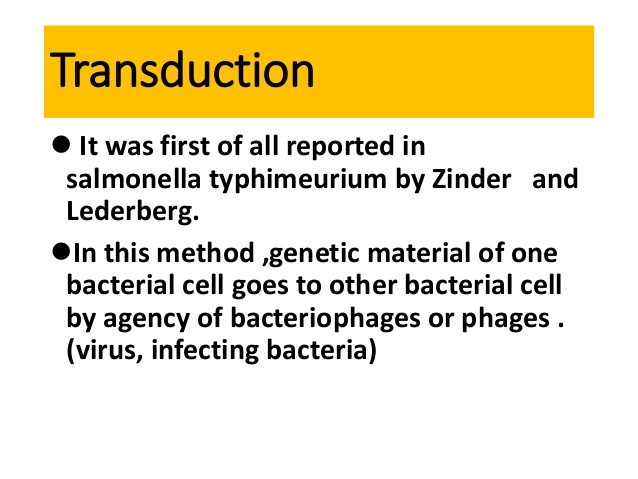 Transduction
● It was first of all reported in
salmonella typhimeurium by Zinder and
Lederberg.
●In this method ,genetic material of one
bacterial cell goes to other bacterial cell
by agency of bacteriophages or phages .
(virus, infecting bacteria)